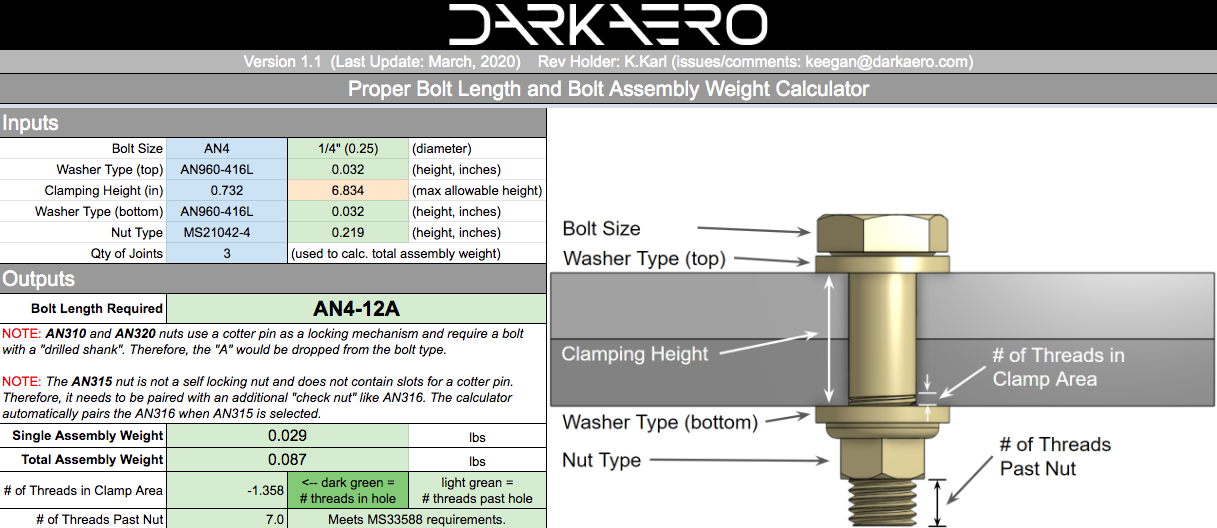 DARKAERO
Version 1.1 (Last Update: March, 2020) Rev Holder: K.Karl (issues/comments: keegan@darkaero.com)
Proper Bolt Length and Bolt Assembly Weight Calculator
Inputs
Bolt Size AN4 1/4" (0.25) (diameter)
Washer Type (top) AN960-416L 0.032 (height, inches)
Clamping Height (in) 0.732 6.834 (max allowable height)
Washer Type (bottom) AN960-416L 0.032 (height, inches)
Nut Type MS21042-4 0.219 (height, inches)
Qty of Joints 3 (used to calc. total assembly weight)
Outputs
Bolt Length Required AN4-12A
NOTE: AN310 and AN320 nuts use a cotter pin as a locking mechanism and require a bolt
with a "drilled shank". Therefore, the "A" would be dropped from the bolt type.
NOTE: The AN315 nut is not a self locking nut and does not contain slots for a cotter pin.
Therefore, it needs to be paired with an additional "check nut" like AN316. The calculator
automatically pairs the AN316 when AN315 is selected.
Single Assembly Weight 0.029 lbs
Total Assembly Weight 0.087 lbs
# of Threads in Clamp Area -1.358
<-- dark green =
# threads in hole
light grean =
# threads past hole
# of Threads Past Nut 7.0 Meets MS33588 requirements.
Bolt Size
Washer Type (top)
Clamping Height
# of Threads in
Clamp Area
Washer Type (bottom)
Nut Type
# of Threads
Past Nut